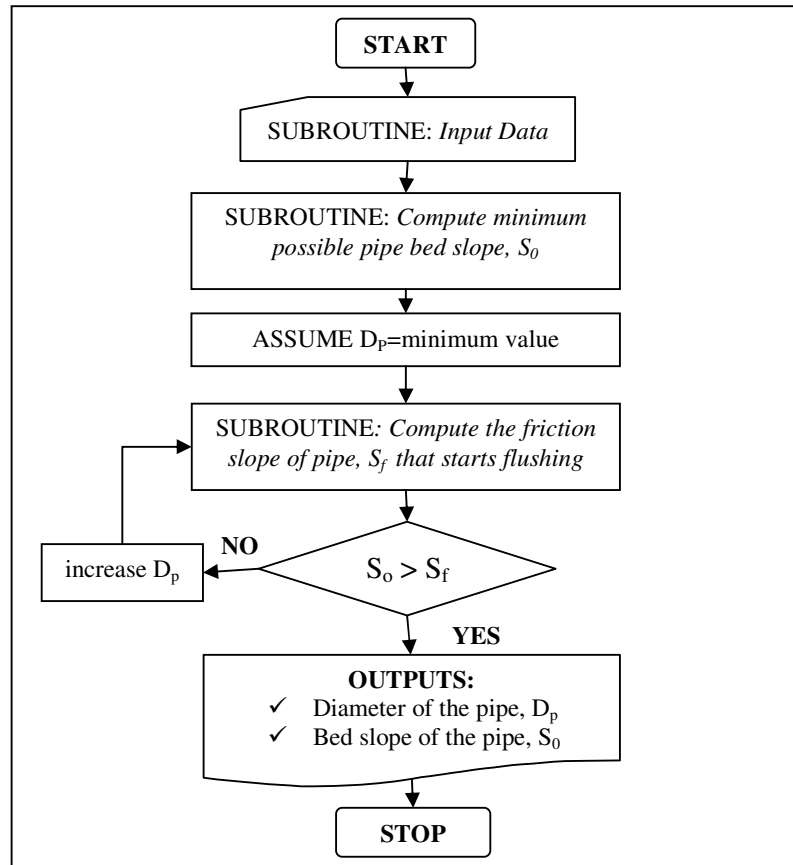 START
SUBROUTINE: Input Data
SUBROUTINE: Compute minimum
possible pipe bed slope, S₀
ASSUME Dₚ=minimum value
SUBROUTINE: Compute the friction
slope of pipe, S_f that starts flushing
NO
increase Dₚ
Sₒ > S_f
YES
OUTPUTS:
✓ Diameter of the pipe, Dₚ
✓ Bed slope of the pipe, S₀
STOP